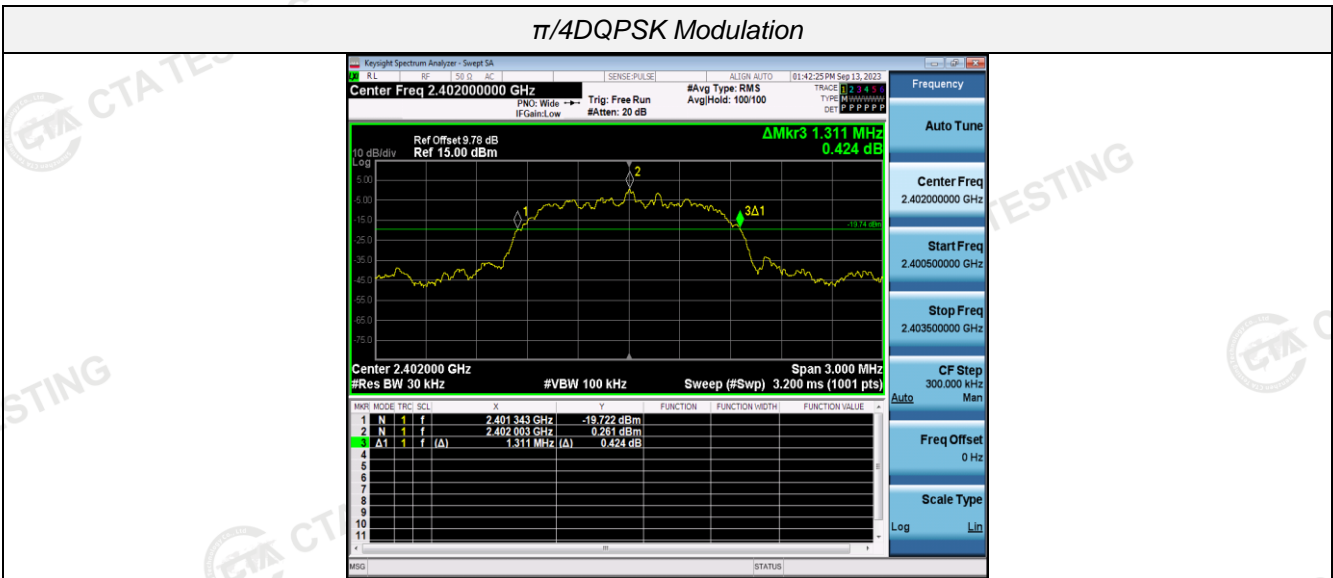 π/4DQPSK Modulation
Keysight Spectrum Analyzer - Swept SA
RL RF 50 Ω AC SENSE:PULSE ALIGN AUTO 01:42:25 PM Sep 13, 2023
Center Freq 2.402000000 GHz
PNO: Wide
IFGain:Low
Trig: Free Run
#Atten: 20 dB
#Avg Type: RMS
Avg|Hold: 100/100
TRACE 1 2 3 4 5 6
TYPE M W W W W W
DET P P P P P P
ΔMkr3 1.311 MHz
0.424 dB
Ref Offset 9.78 dB
10 dB/div Ref 15.00 dBm
Log
5.00
-5.00
-15.0
-25.0
-35.0
-45.0
-55.0
-65.0
-75.0
1
2
3Δ1
-19.74 dBm
Center 2.402000 GHz Span 3.000 MHz
#Res BW 30 kHz #VBW 100 kHz Sweep (#Swp) 3.200 ms (1001 pts)
MKR MODE TRC SCL X Y FUNCTION FUNCTION WIDTH FUNCTION VALUE
1 N 1 f 2.401 343 GHz -19.722 dBm
2 N 1 f 2.402 003 GHz 0.261 dBm
3 Δ1 1 f (Δ) 1.311 MHz (Δ) 0.424 dB
4
5
6
7
8
9
10
11
MSG STATUS
Frequency
Auto Tune
Center Freq
2.402000000 GHz
Start Freq
2.400500000 GHz
Stop Freq
2.403500000 GHz
CF Step
300.000 kHz
Auto Man
Freq Offset
0 Hz
Scale Type
Log Lin
CTA TESTING
TESTING
STING
CTA
CTA
C